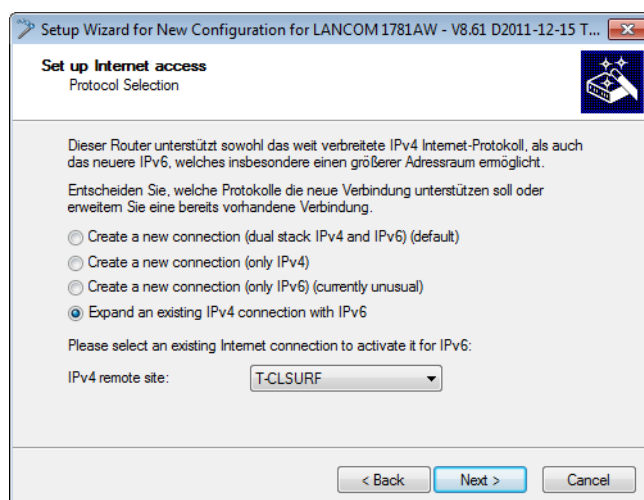 Setup Wizard for New Configuration for LANCOM 1781AW - V8.61 D2011-12-15 T...
Set up Internet access
Protocol Selection
Dieser Router unterstützt sowohl das weit verbreitete IPv4 Internet-Protokoll, als auch
das neuere IPv6, welches insbesondere einen größerer Adressraum ermöglicht.
Entscheiden Sie, welche Protokolle die neue Verbindung unterstützen soll oder
erweitern Sie eine bereits vorhandene Verbindung.
Create a new connection (dual stack IPv4 and IPv6) (default)
Create a new connection (only IPv4)
Create a new connection (only IPv6) (currently unusual)
Expand an existing IPv4 connection with IPv6
Please select an existing Internet connection to activate it for IPv6:
IPv4 remote site: T-CLSURF
< Back Next > Cancel